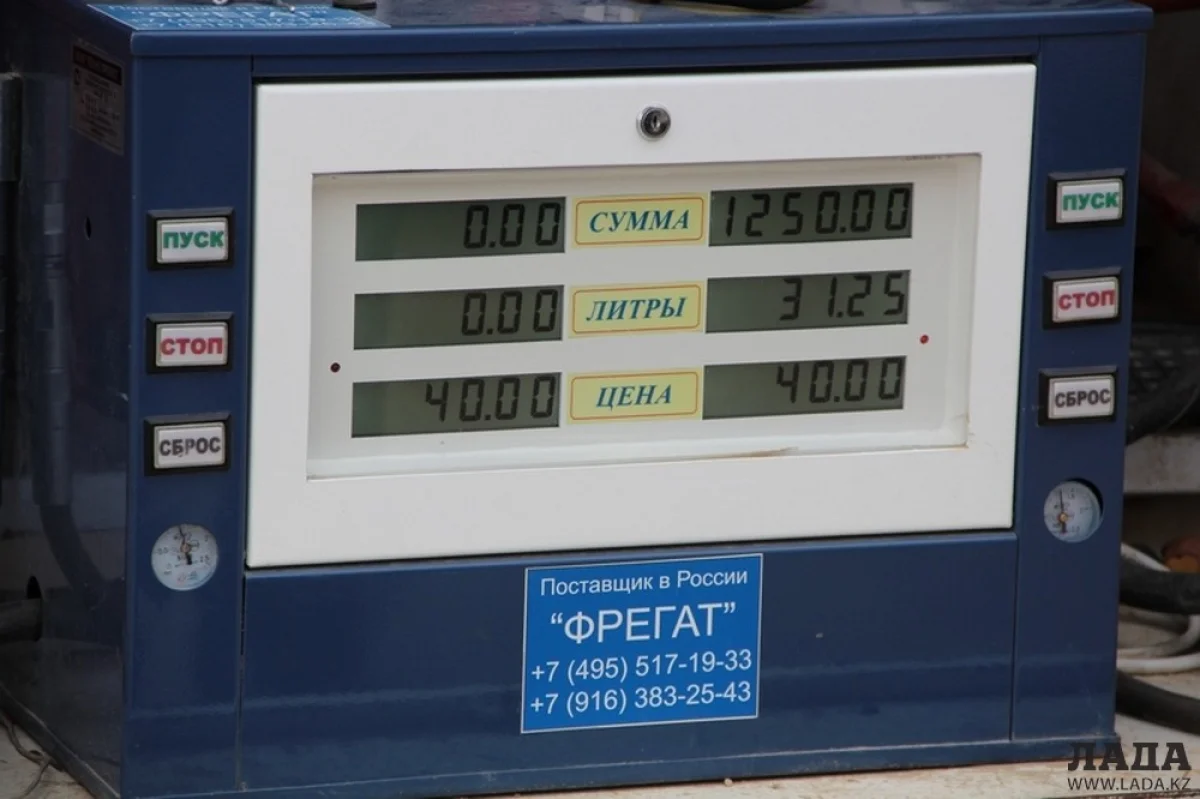 "ФРЕГАТ"
0.00 СУММА 1250.00
0.00 ЛИТРЫ 31.25
40.00 ЦЕНА 40.00
ПУСК
СТОП
СБРОС
ПУСК
СТОП
СБРОС
Поставщик в России
“ФРЕГАТ”
+7 (495) 517-19-33
+7 (916) 383-25-43
ЛАДА
WWW.LADA.KZ